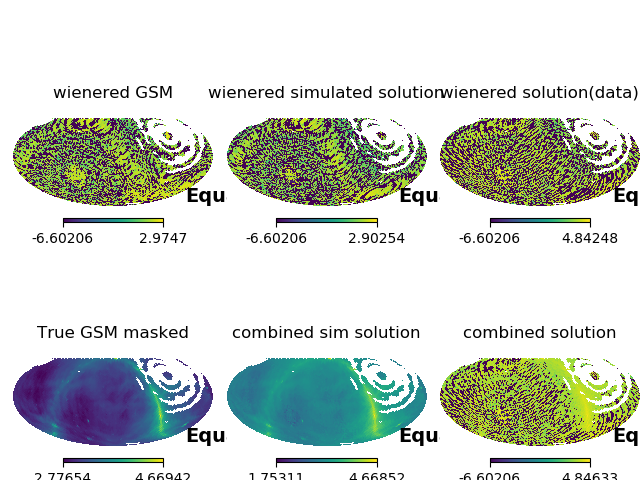 wienered GSM
wienered simulated solution
wienered solution(data)
Equ
Equ
Eq
-6.60206 2.9747
-6.60206 2.90254
-6.60206 4.84248
True GSM masked
combined sim solution
combined solution
Equ
Equ
Eq
2.77654 4.66942
1.75311 4.66852
-6.60206 4.84633